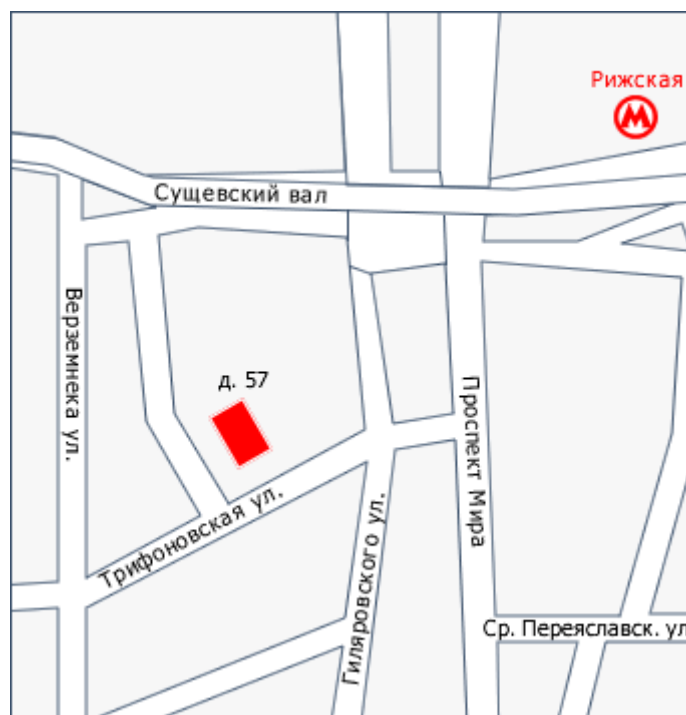 Рижская
Сущевский вал
Верземнека ул.
д. 57
Проспект Мира
Трифоновская ул.
Гиляровского ул.
Ср. Переяславск. ул